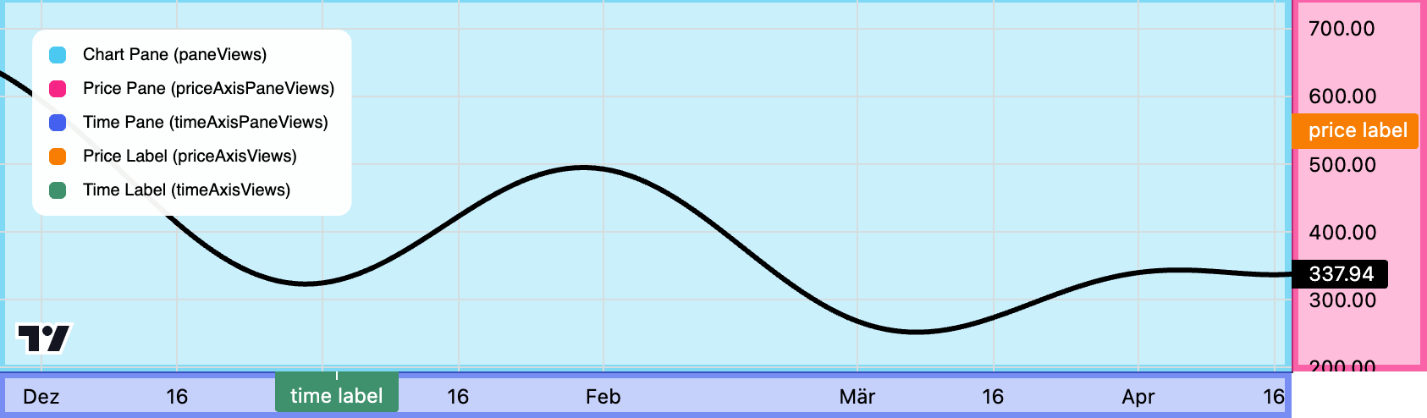 Chart Pane (paneViews)
Price Pane (priceAxisPaneViews)
Time Pane (timeAxisPaneViews)
Price Label (priceAxisViews)
Time Label (timeAxisViews)
700.00
600.00
price label
500.00
400.00
337.94
300.00
200.00
Dez 16 time label 16 Feb Mär 16 Apr 16